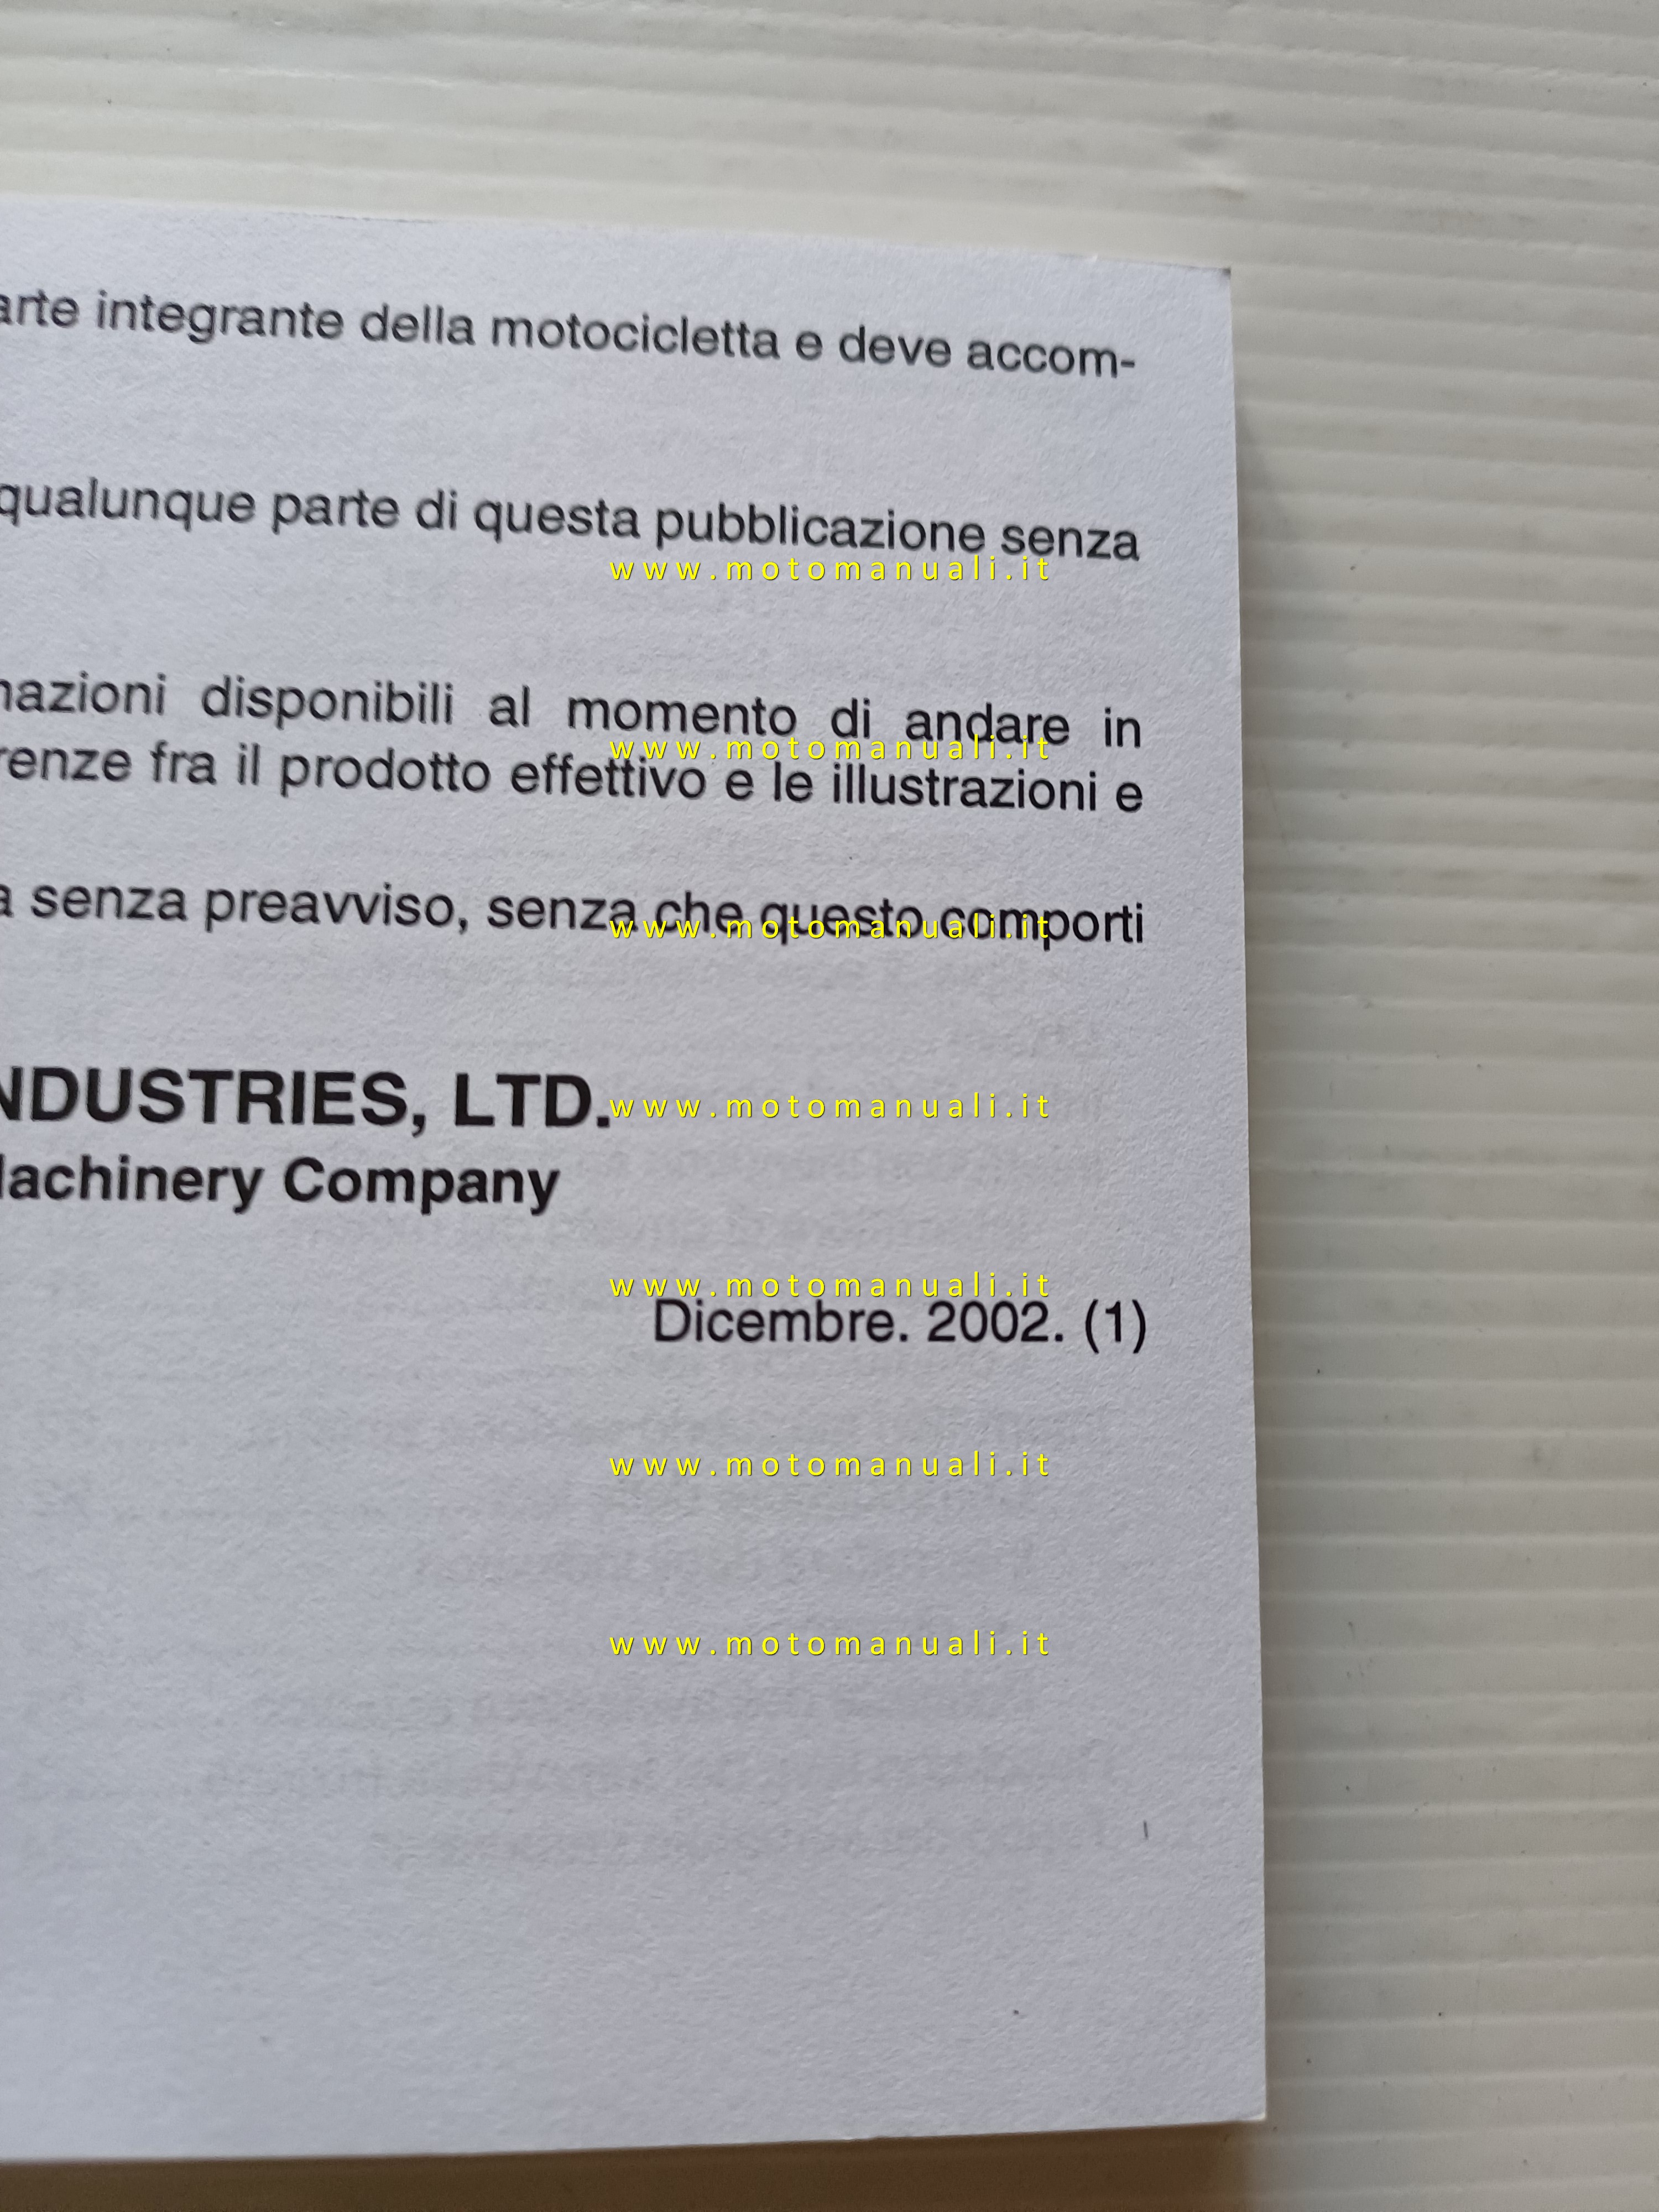 arte integrante della motocicletta e deve accom-
qualunque parte di questa pubblicazione senza
www.motomanuali.it
nazioni disponibili al momento di andare in
www.motomanuali.it
renze fra il prodotto effettivo e le illustrazioni e
a senza preavviso, senza che questo comporti
www.motomanuali.it
NDUSTRIES, LTD.
www.motomanuali.it
Machinery Company
www.motomanuali.it
Dicembre. 2002. (1)
www.motomanuali.it
www.motomanuali.it